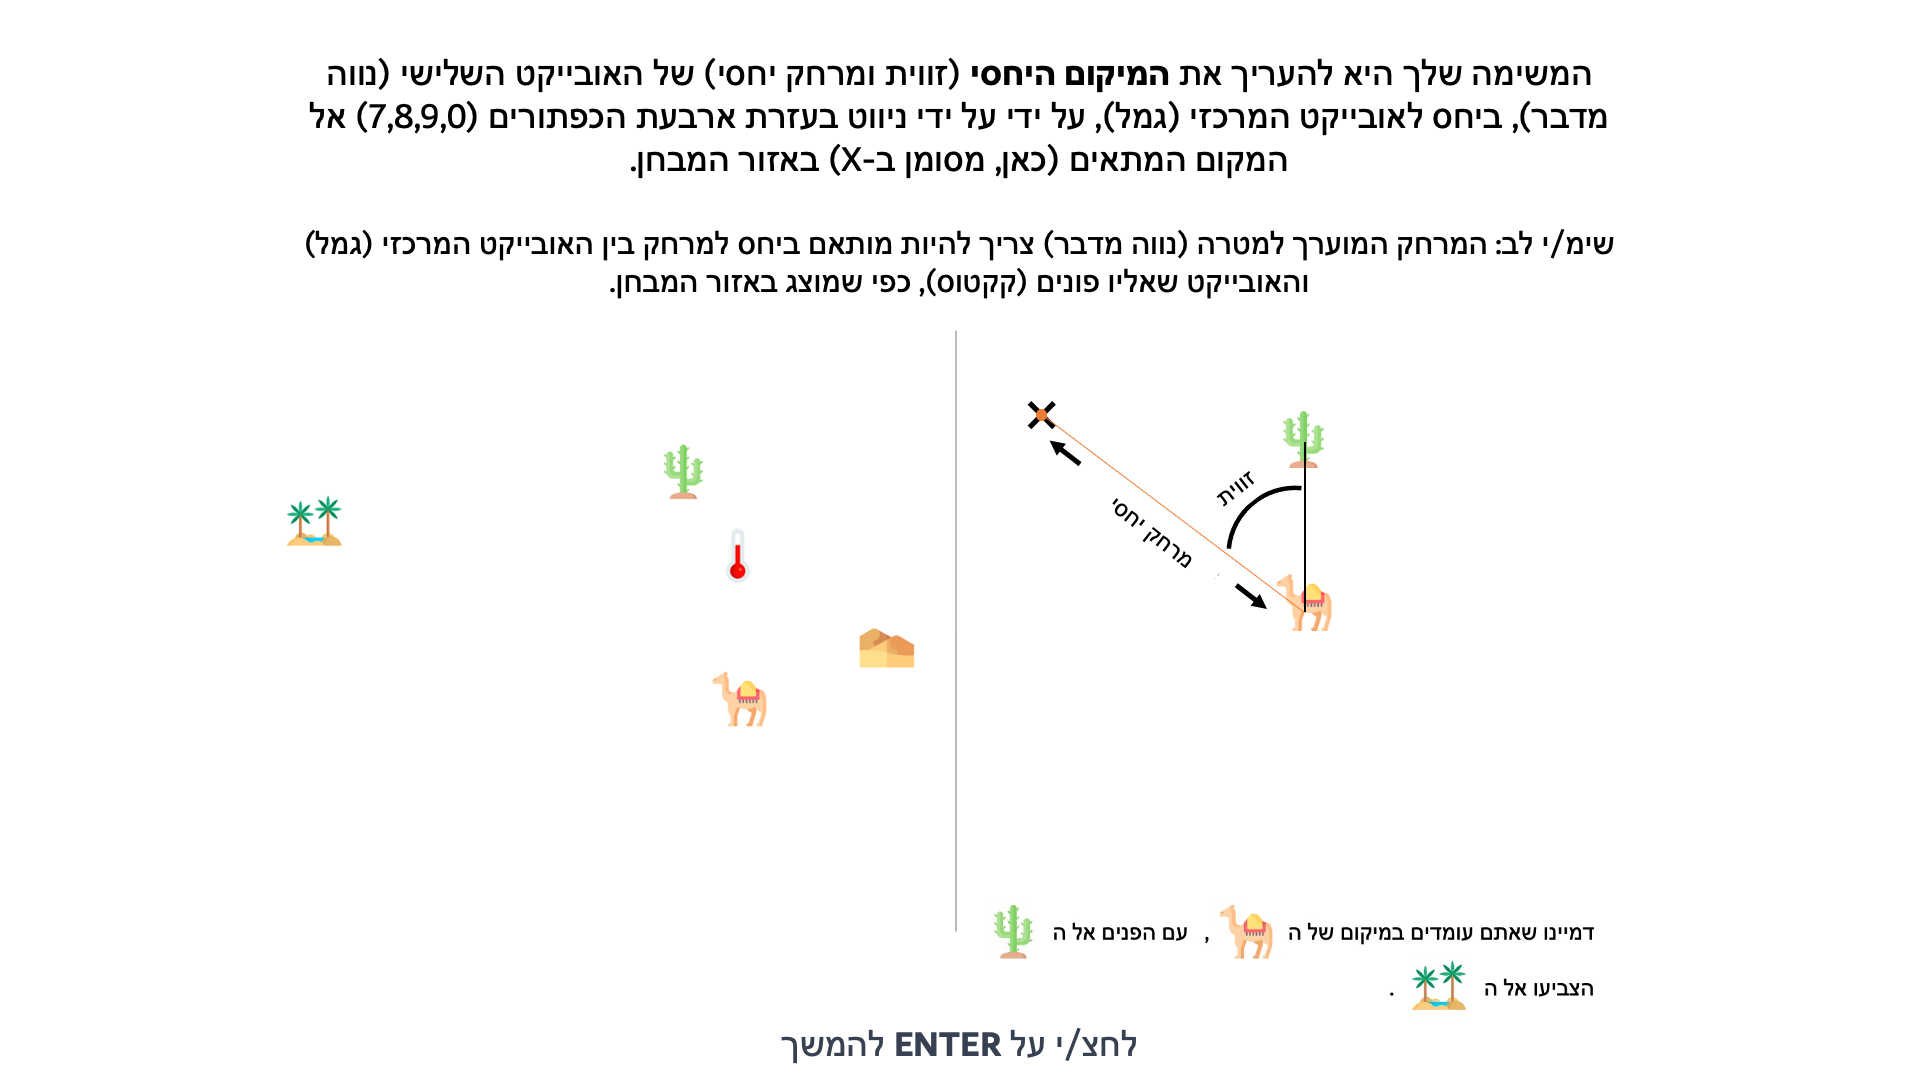 המשימה שלך היא להעריך את המיקום היחסי (זווית ומרחק יחסי) של האובייקט השלישי (נווה
מדבר), ביחס לאובייקט המרכזי (גמל), על ידי על ידי ניווט בעזרת ארבעת הכפתורים (7,8,9,0) אל
המקום המתאים (כאן, מסומן ב-X) באזור המבחן.
שימ/י לב: המרחק המוערך למטרה (נווה מדבר) צריך להיות מותאם ביחס למרחק בין האובייקט המרכזי (גמל)
והאובייקט שאליו פונים (קקטוס), כפי שמוצג באזור המבחן.
זווית
מרחק יחסי
דמיינו שאתם עומדים במיקום של ה , עם הפנים אל ה
הצביעו אל ה .
לחצ/י על ENTER להמשך